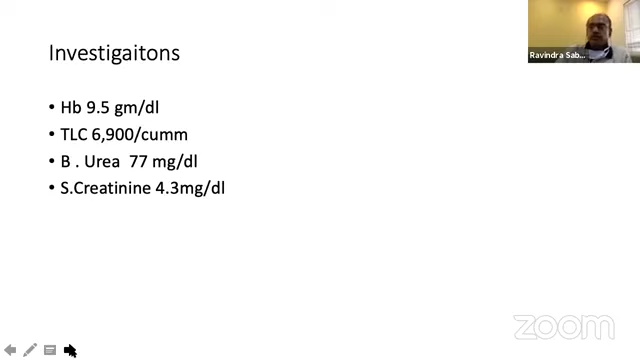 Ravindra Sab...
Investigaitons
• Hb 9.5 gm/dl
• TLC 6,900/cumm
• B . Urea 77 mg/dl
• S.Creatinine 4.3mg/dl
zoom